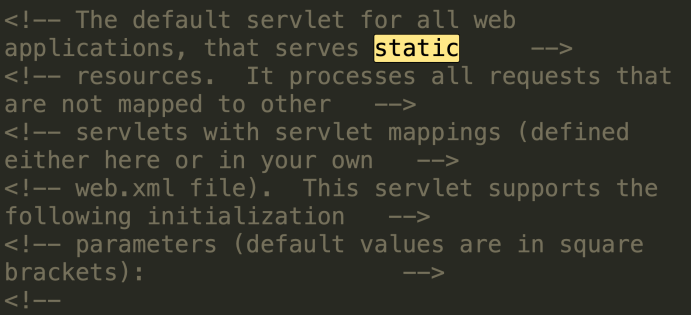 <!-- The default servlet for all web
applications, that serves static      -->
<!-- resources.  It processes all requests that
are not mapped to other   -->
<!-- servlets with servlet mappings (defined
either here or in your own   -->
<!-- web.xml file).  This servlet supports the
following initialization   -->
<!-- parameters (default values are in square
brackets):                  -->
<!--